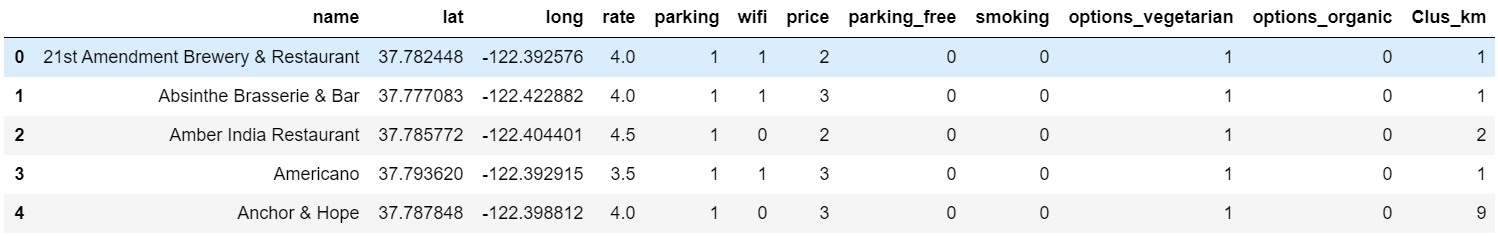 name lat long rate parking wifi price parking_free smoking options_vegetarian options_organic Clus_km
0 21st Amendment Brewery & Restaurant 37.782448 -122.392576 4.0 1 1 2 0 0 1 0 1
1 Absinthe Brasserie & Bar 37.777083 -122.422882 4.0 1 1 3 0 0 1 0 1
2 Amber India Restaurant 37.785772 -122.404401 4.5 1 0 2 0 0 1 0 2
3 Americano 37.793620 -122.392915 3.5 1 1 3 0 0 1 0 1
4 Anchor & Hope 37.787848 -122.398812 4.0 1 0 3 0 0 1 0 9